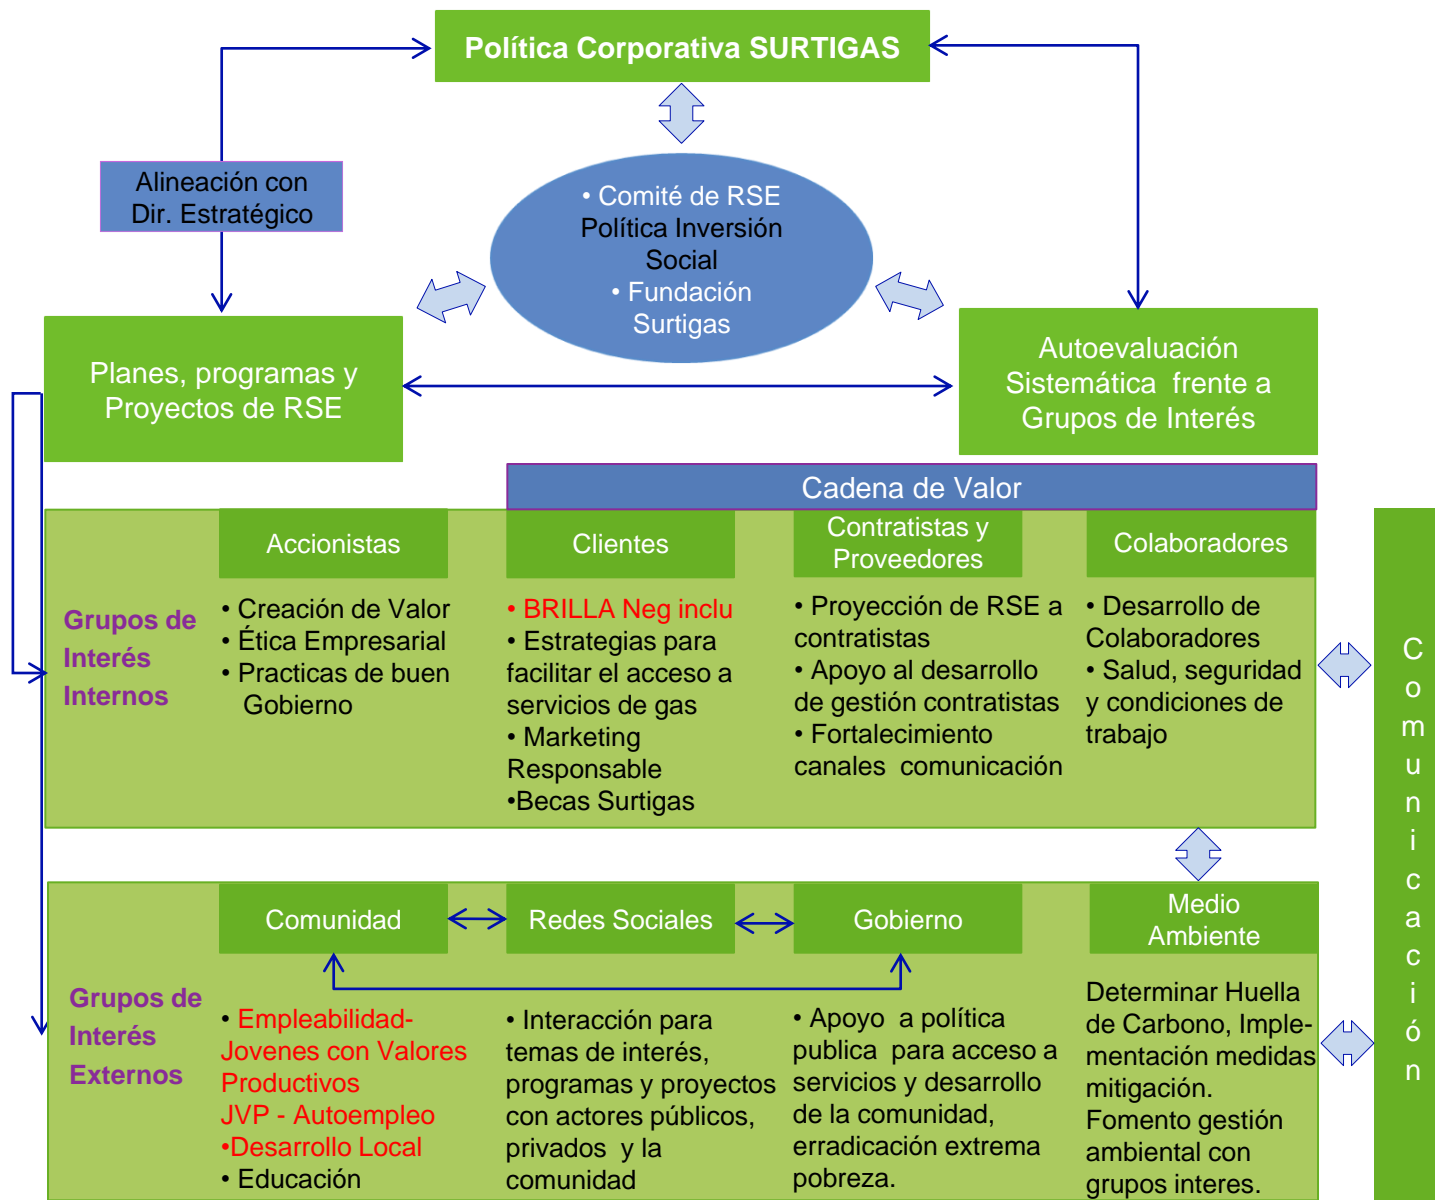 Política Corporativa SURTIGAS
Alineación con
Dir. Estratégico
• Comité de RSE
Política Inversión
Social
• Fundación
Surtigas
Planes, programas y
Proyectos de RSE
Autoevaluación
Sistemática frente a
Grupos de Interés
Cadena de Valor
Grupos de
Interés
Internos
Accionistas
• Creación de Valor
• Ética Empresarial
• Practicas de buen
Gobierno
Clientes
• BRILLA Neg inclu
• Estrategias para
facilitar el acceso a
servicios de gas
• Marketing
Responsable
•Becas Surtigas
Contratistas y
Proveedores
• Proyección de RSE a
contratistas
• Apoyo al desarrollo
de gestión contratistas
• Fortalecimiento
canales comunicación
Colaboradores
• Desarrollo de
Colaboradores
• Salud, seguridad
y condiciones de
trabajo
Grupos de
Interés
Externos
Comunidad
• Empleabilidad-
Jovenes con Valores
Productivos
JVP - Autoempleo
•Desarrollo Local
• Educación
Redes Sociales
• Interacción para
temas de interés,
programas y proyectos
con actores públicos,
privados y la
comunidad
Gobierno
• Apoyo a política
publica para acceso a
servicios y desarrollo
de la comunidad,
erradicación extrema
pobreza.
Medio
Ambiente
Determinar Huella
de Carbono, Imple-
mentación medidas
mitigación.
Fomento gestión
ambiental con
grupos interes.
Comunicación